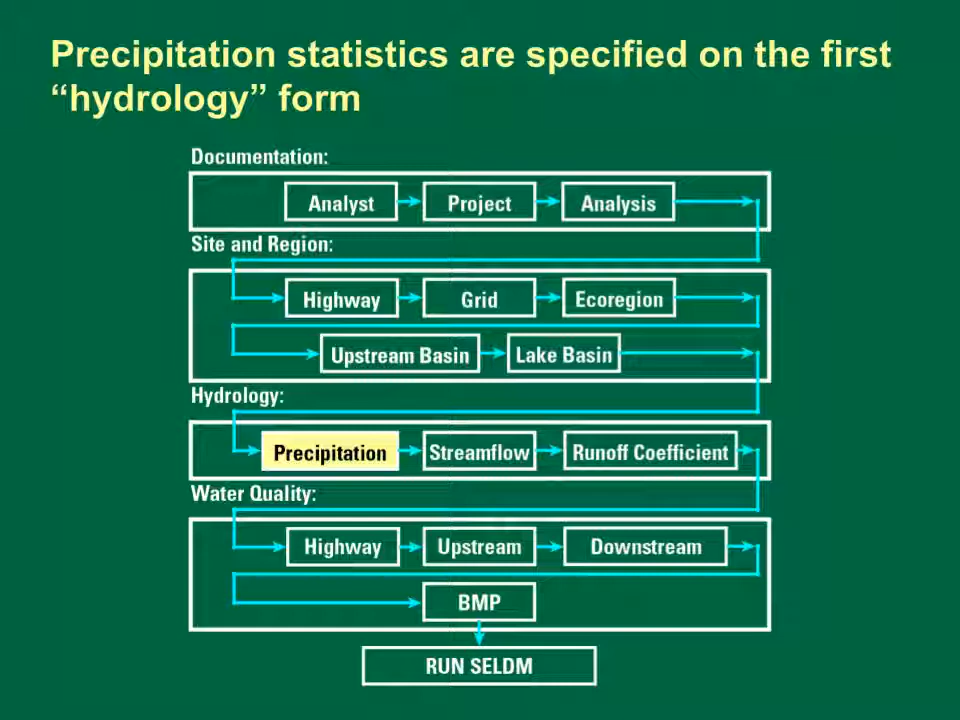 Precipitation statistics are specified on the first
“hydrology” form
Documentation:
Analyst
Project
Analysis
Site and Region:
Highway
Grid
Ecoregion
Upstream Basin
Lake Basin
Hydrology:
Precipitation
Streamflow
Runoff Coefficient
Water Quality:
Highway
Upstream
Downstream
BMP
RUN SELDM